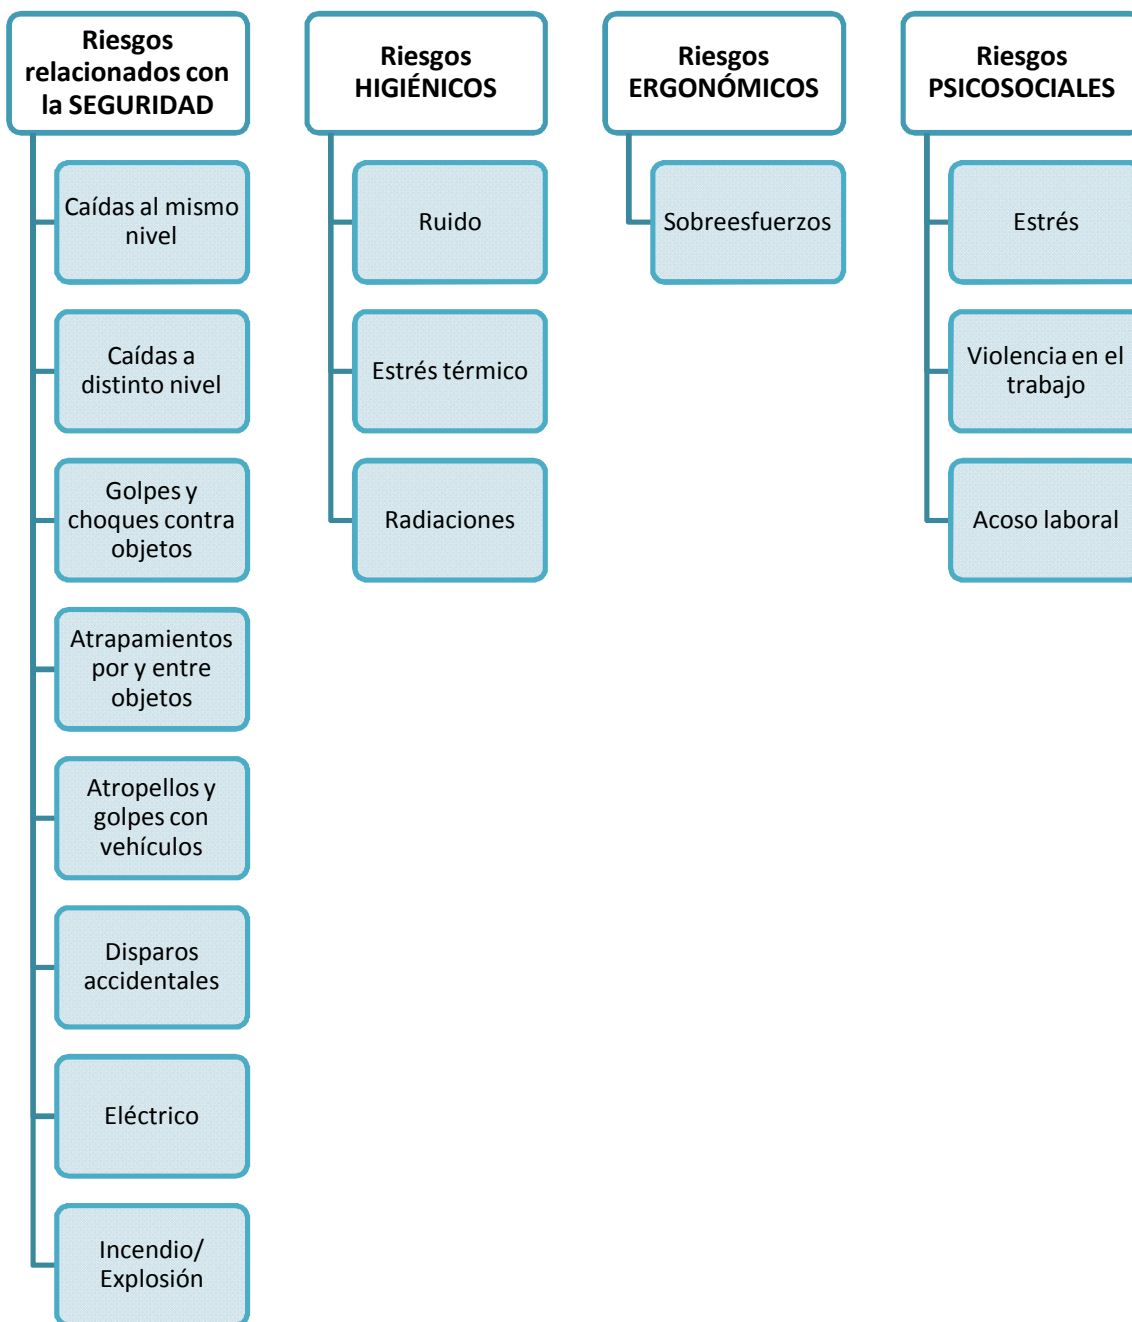 Riesgos
relacionados con
la SEGURIDAD
Caídas al mismo
nivel
Caídas a
distinto nivel
Golpes y
choques contra
objetos
Atrapamientos
por y entre
objetos
Atropellos y
golpes con
vehículos
Disparos
accidentales
Eléctrico
Incendio/
Explosión
Riesgos
HIGIÉNICOS
Ruido
Estrés térmico
Radiaciones
Riesgos
ERGONÓMICOS
Sobreesfuerzos
Riesgos
PSICOSOCIALES
Estrés
Violencia en el
trabajo
Acoso laboral